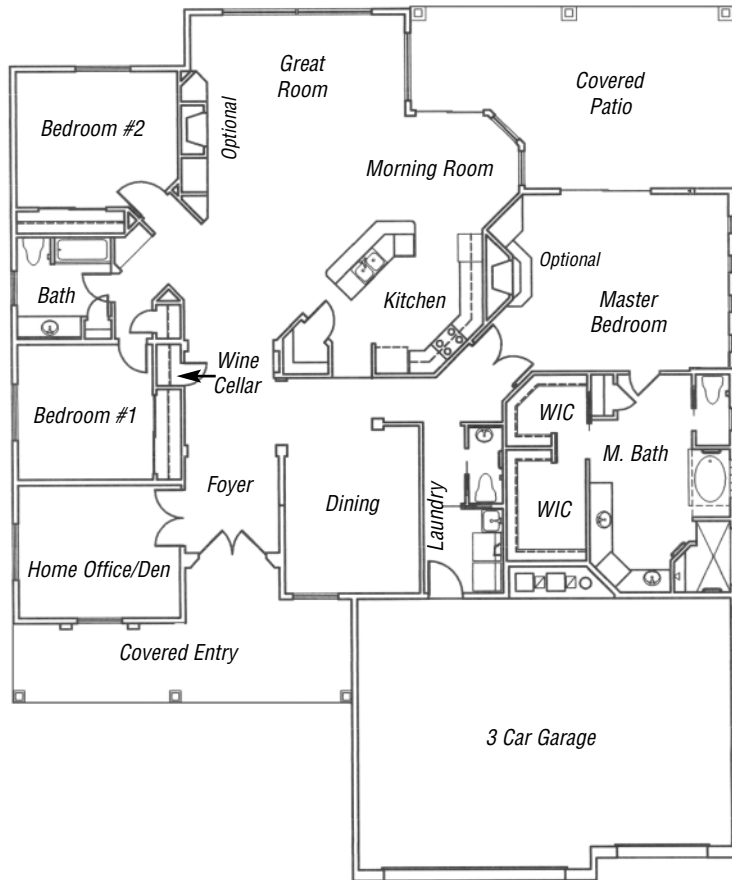 Great
Room
Covered
Patio
Bedroom #2
Optional
Morning Room
Optional
Bath
Kitchen
Master
Bedroom
Wine
Cellar
Bedroom #1
WIC
M. Bath
Foyer
Dining
Laundry
WIC
Home Office/Den
Covered Entry
3 Car Garage